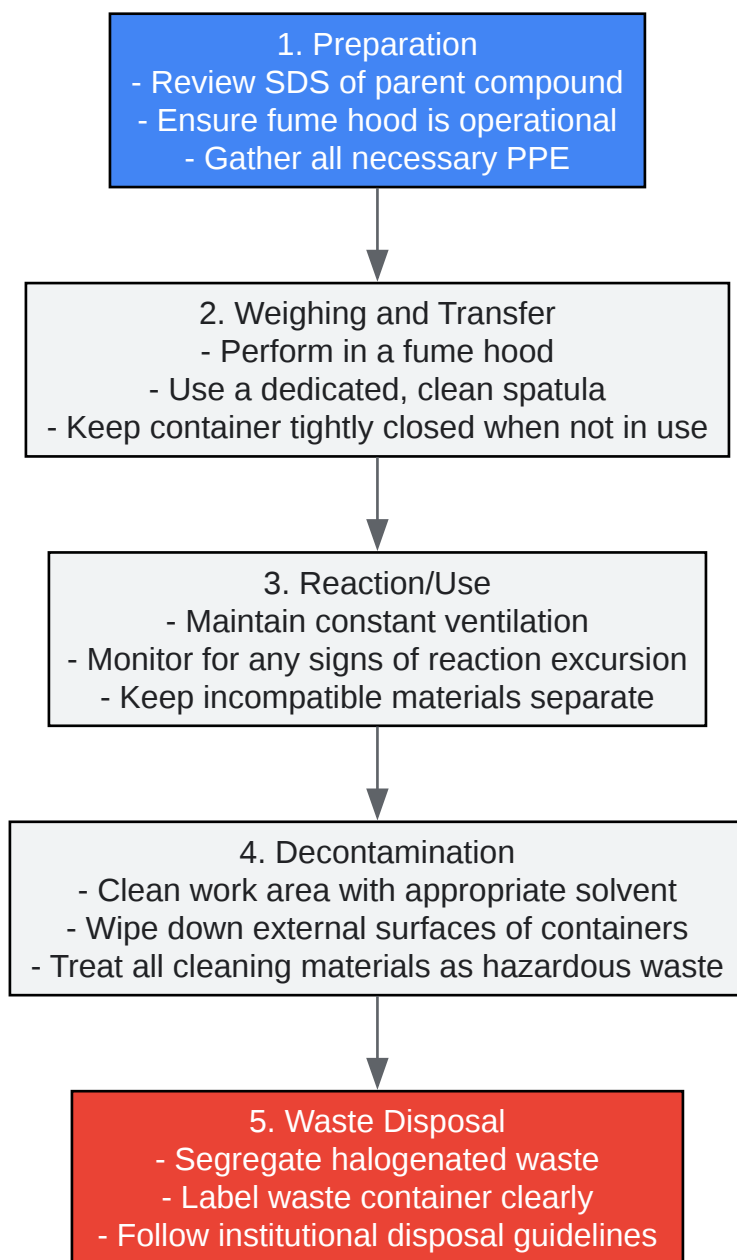 1. Preparation
- Review SDS of parent compound
- Ensure fume hood is operational
- Gather all necessary PPE
2. Weighing and Transfer
- Perform in a fume hood
- Use a dedicated, clean spatula
- Keep container tightly closed when not in use
3. Reaction/Use
- Maintain constant ventilation
- Monitor for any signs of reaction excursion
- Keep incompatible materials separate
4. Decontamination
- Clean work area with appropriate solvent
- Wipe down external surfaces of containers
- Treat all cleaning materials as hazardous waste
5. Waste Disposal
- Segregate halogenated waste
- Label waste container clearly
- Follow institutional disposal guidelines